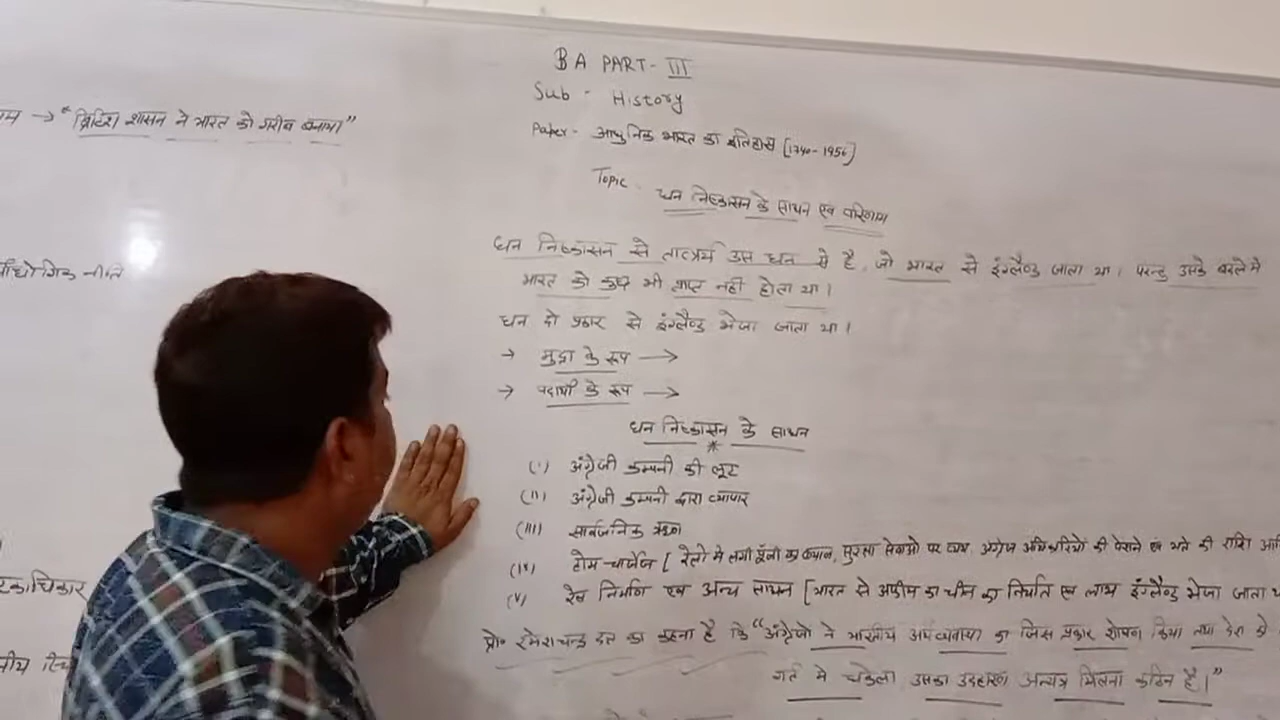 BA PART-III
Sub - History
Paper- आधुनिक भारत का इतिहास [1740-1956]
Topic धन निष्कासन के साधन एवं परिणाम
→ "ब्रिटिश शासन ने भारत को गरीब बनाया"
धन निष्कासन से तात्पर्य उस धन से है, जो भारत से इंग्लैण्ड जाता था। परन्तु उसके बदले मे
भारत को कुछ भी प्राप्त नहीं होता था।
धन दो प्रकार से इंग्लैण्ड भेजा जाता था।
→ मुद्रा के रूप →
→ पदार्थो के रूप →
धन निष्कासन के साधन
(i) अंग्रेजी कम्पनी की लूट
(ii) अंग्रेजी कम्पनी द्वारा व्यापार
(iii) सार्वजनिक ऋण
(iv) होम-चार्जेज [ रेलो मे लगी पूँजी का ब्याज, सुरक्षा सेवाओ पर व्यय, अंग्रेज अधिकारियो की पेंशने एवं भत्ते की राशि
(v) रेल निर्माण एवं अन्य साधन [भारत से अफीम का चीन का निर्यात एवं लाभ इंग्लैण्ड भेजा जाता
प्रो० रमेशचन्द्र दत्त का कहना है कि "अंग्रेजो ने भारतीय अर्थव्यवस्था का जिस प्रकार शोषण किया तथा देश को
गर्त मे धकेला उसका उदहारण अन्यत्र मिलना कठिन है।"
औद्योगिक नीति